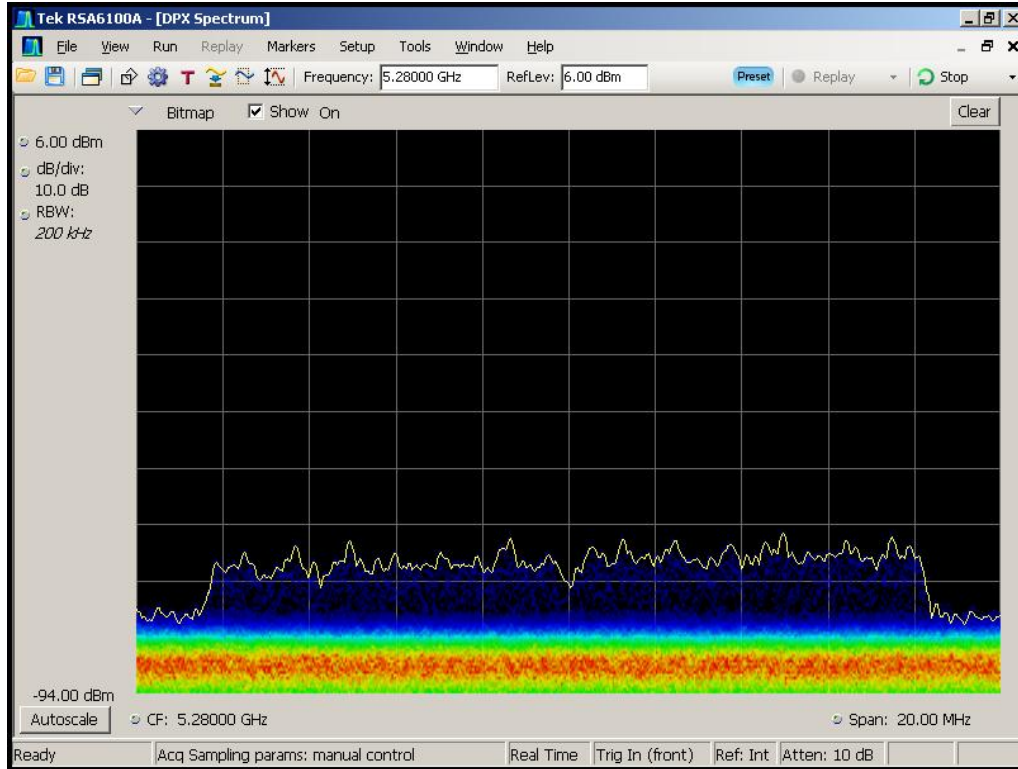 Tek RSA6100A - [DPX Spectrum]
File View Run Replay Markers Setup Tools Window Help
T Frequency: 5.28000 GHz RefLev: 6.00 dBm Preset Replay Stop
Bitmap Show On Clear
6.00 dBm
dB/div:
10.0 dB
RBW:
200 kHz
-94.00 dBm
Autoscale CF: 5.28000 GHz Span: 20.00 MHz
Ready Acq Sampling params: manual control Real Time Trig In (front) Ref: Int Atten: 10 dB